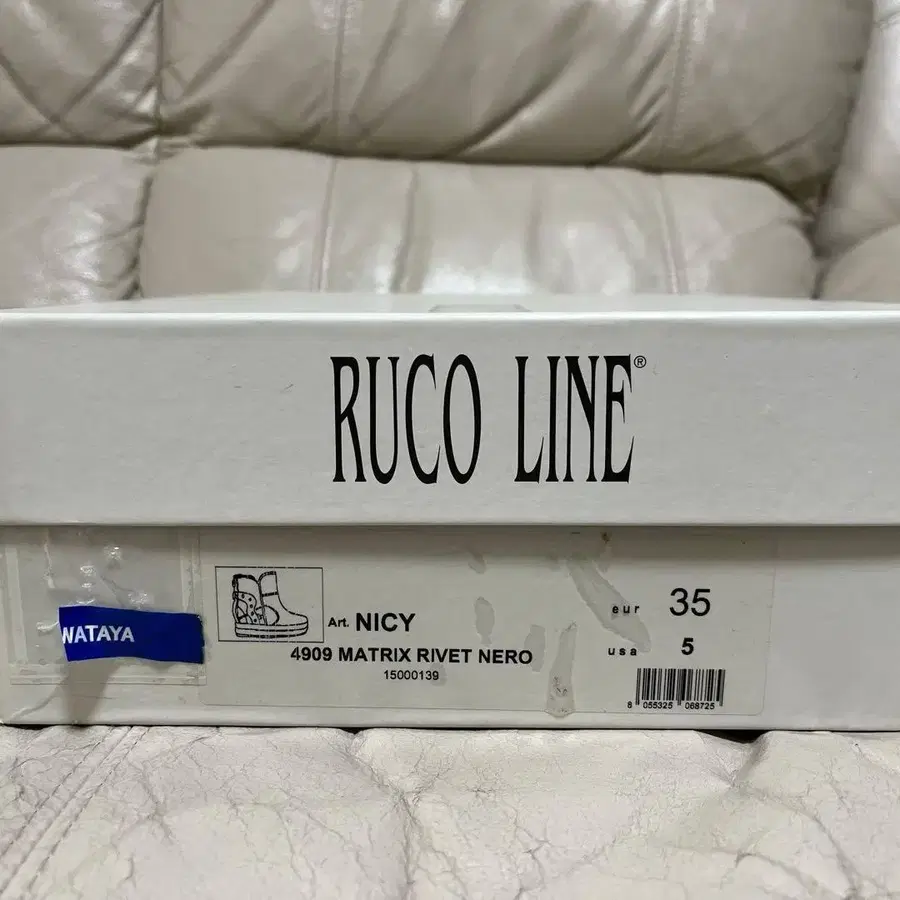 RUCO LINE®
WATAYA
Art. NICY
4909 MATRIX RIVET NERO
15000139
eur 35
usa 5
8 055325 068725